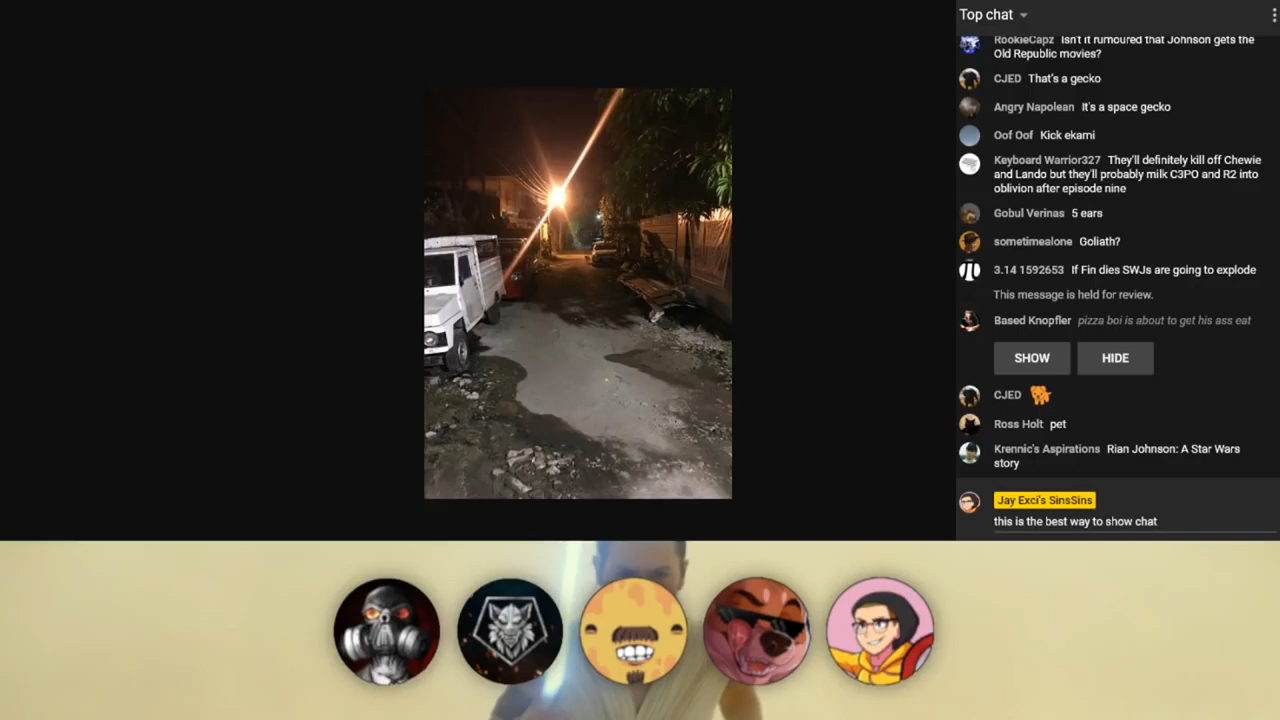 Top chat
RookieCapz Isn't it rumoured that Johnson gets the
Old Republic movies?
CJED That's a gecko
Angry Napolean It's a space gecko
Oof Oof Kick ekami
Keyboard Warrior327 They'll definitely kill off Chewie
and Lando but they'll probably milk C3PO and R2 into
oblivion after episode nine
Gobul Verinas 5 ears
sometimealone Goliath?
3.14 1592653 If Fin dies SWJs are going to explode
This message is held for review.
Based Knopfler pizza boi is about to get his ass eat
SHOW HIDE
CJED
Ross Holt pet
Krennic's Aspirations Rian Johnson: A Star Wars
story
Jay Exci's SinsSins
this is the best way to show chat